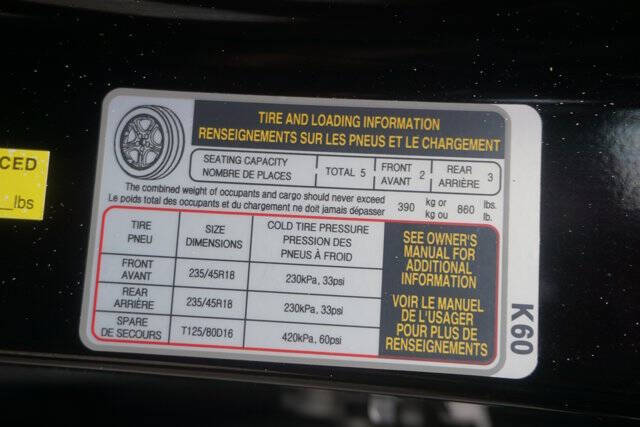 CED
lbs
TIRE AND LOADING INFORMATION
RENSEIGNEMENTS SUR LES PNEUS ET LE CHARGEMENT
SEATING CAPACITY
NOMBRE DE PLACES
TOTAL 5
FRONT
AVANT 2
REAR
ARRIÈRE 3
The combined weight of occupants and cargo should never exceed
Le poids total des occupants et du chargement ne doit jamais dépasser
390 kg or
kg ou
860 lbs.
lb.
TIRE
PNEU
SIZE
DIMENSIONS
COLD TIRE PRESSURE
PRESSION DES
PNEUS À FROID
FRONT
AVANT
235/45R18
230kPa, 33psi
REAR
ARRIÈRE
235/45R18
230kPa, 33psi
SPARE
DE SECOURS
T125/80D16
420kPa, 60psi
SEE OWNER'S
MANUAL FOR
ADDITIONAL
INFORMATION
VOIR LE MANUEL
DE L'USAGER
POUR PLUS DE
RENSEIGNEMENTS
K60